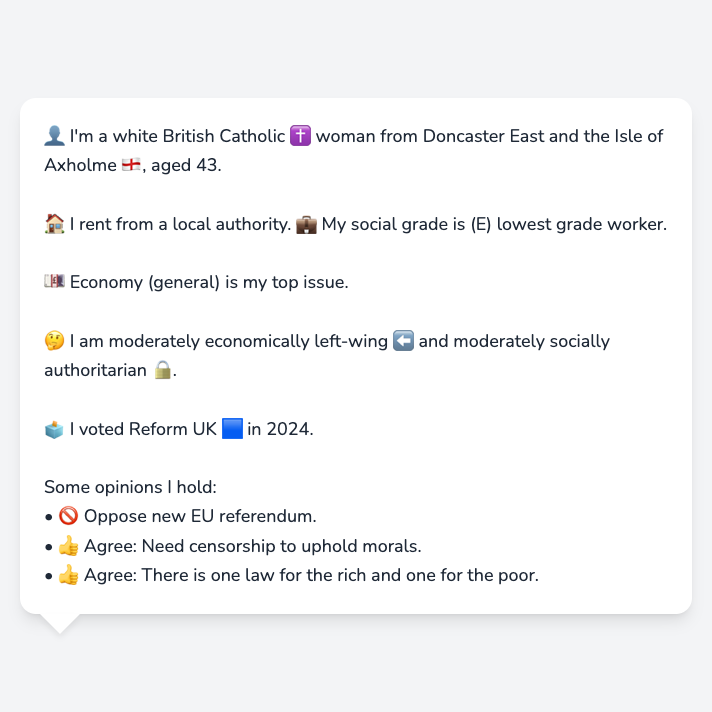 👤 I'm a white British Catholic ✝️ woman from Doncaster East and the Isle of
Axholme 🏴󠁧󠁢󠁥󠁮󠁧󠁿, aged 43.
🏠 I rent from a local authority. 💼 My social grade is (E) lowest grade worker.
💷 Economy (general) is my top issue.
🤔 I am moderately economically left-wing ⬅️ and moderately socially
authoritarian 🔒.
🗳️ I voted Reform UK 🟦 in 2024.
Some opinions I hold:
• 🚫 Oppose new EU referendum.
• 👍 Agree: Need censorship to uphold morals.
• 👍 Agree: There is one law for the rich and one for the poor.